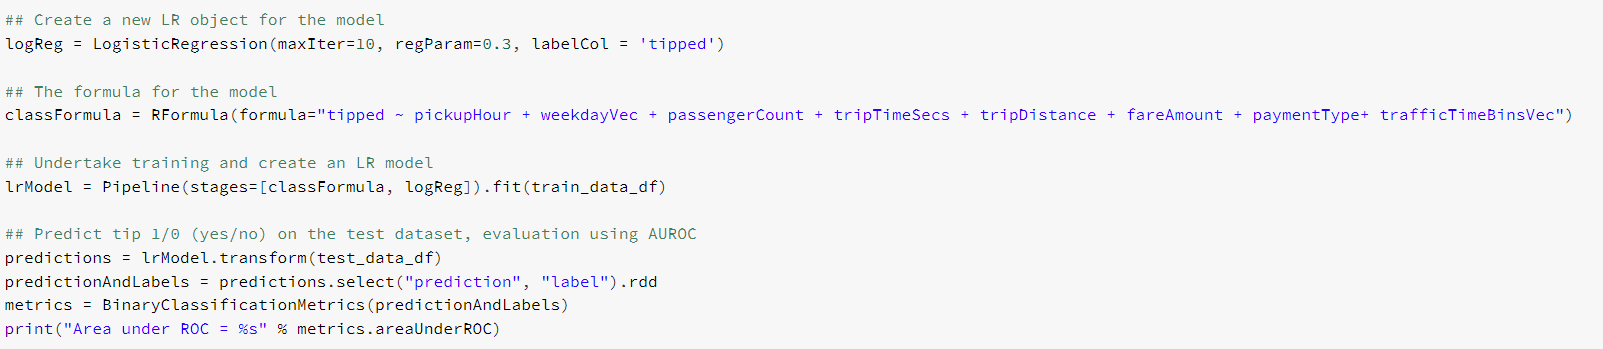 ## Create a new LR object for the model
logReg = LogisticRegression(maxIter=10, regParam=0.3, labelCol = 'tipped')
## The formula for the model
classFormula = RFormula(formula="tipped ~ pickupHour + weekdayVec + passengerCount + tripTimeSecs + tripDistance + fareAmount + paymentType+ trafficTimeBinsVec")
## Undertake training and create an LR model
lrModel = Pipeline(stages=[classFormula, logReg]).fit(train_data_df)
## Predict tip 1/0 (yes/no) on the test dataset, evaluation using AUROC
predictions = lrModel.transform(test_data_df)
predictionAndLabels = predictions.select("prediction", "label").rdd
metrics = BinaryClassificationMetrics(predictionAndLabels)
print("Area under ROC = %s" % metrics.areaUnderROC)